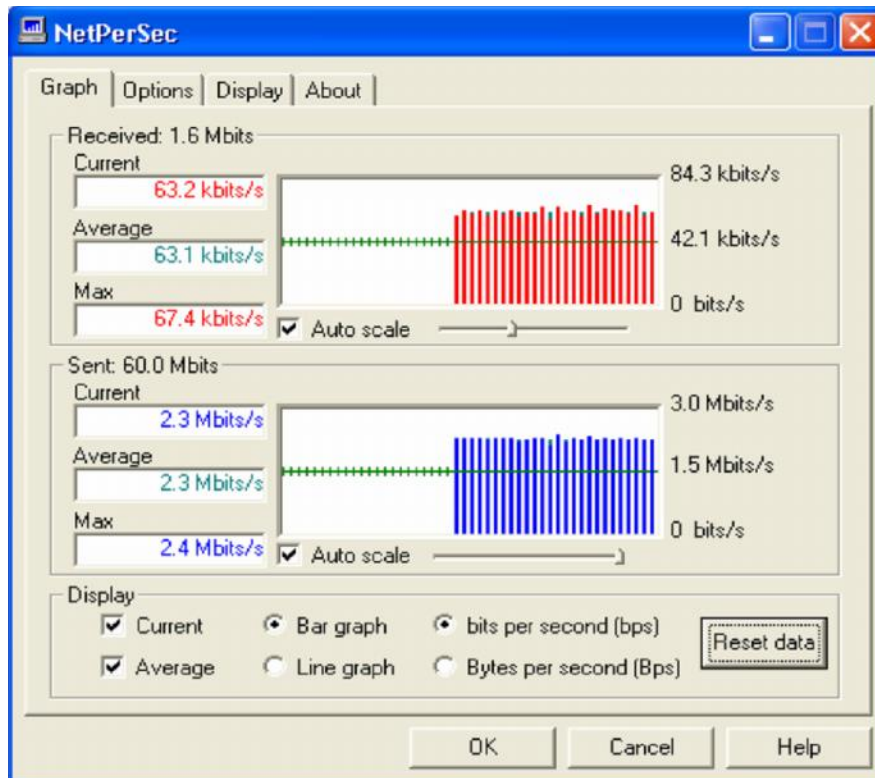 NetPerSec
Graph Options Display About
Received: 1.6 Mbits
Current
63.2 kbits/s
Average
63.1 kbits/s
Max
67.4 kbits/s
84.3 kbits/s
42.1 kbits/s
0 bits/s
Auto scale
Sent: 60.0 Mbits
Current
2.3 Mbits/s
Average
2.3 Mbits/s
Max
2.4 Mbits/s
3.0 Mbits/s
1.5 Mbits/s
0 bits/s
Auto scale
Display
Current Bar graph bits per second (bps)
Average Line graph Bytes per second (Bps)
Reset data
OK Cancel Help